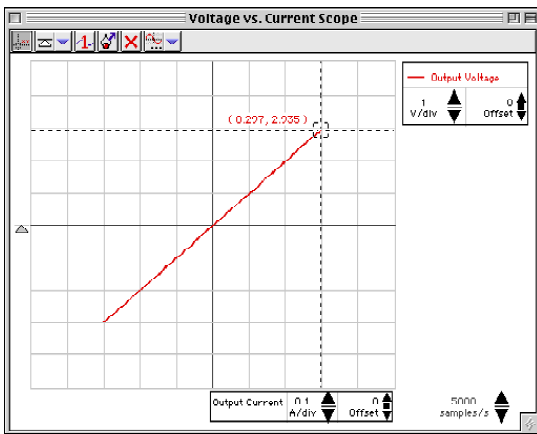 Voltage vs. Current Scope
Output Voltage
1
V/div
0
Offset
( 0.297, 2.935 )
Output Current
0.1
A/div
0
Offset
5000
samples/s